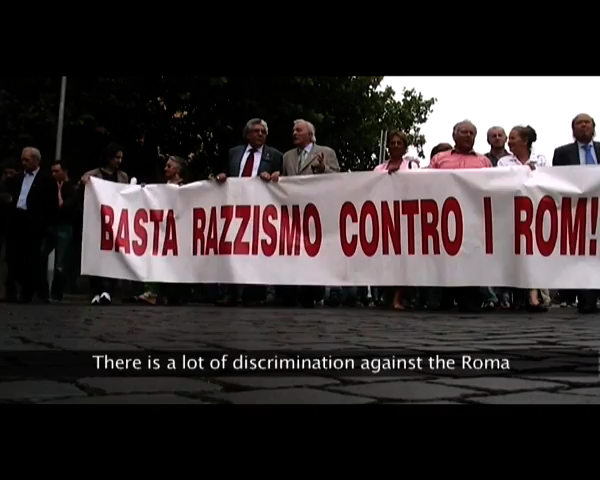 BASTA RAZZISMO CONTRO I ROM!
There is a lot of discrimination against the Roma